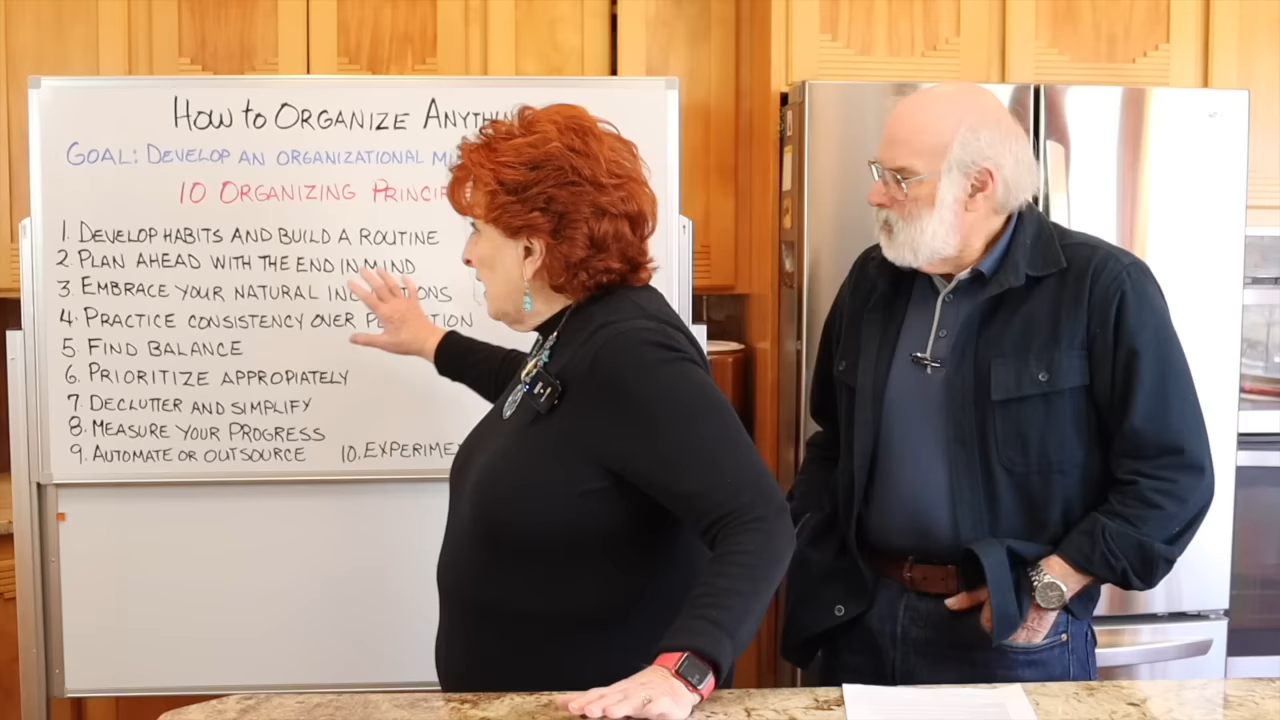 HOW TO ORGANIZE
GOAL: DEVELOP AN ORGANIZATIONAL
10 ORGANIZING
1. DEVELOP HABITS AND BUILD A ROUTINE
2. PLAN AHEAD WITH THE END IN MIND
3. EMBRACE YOUR NATURAL
4. PRACTICE CONSISTENCY OVER
5. FIND BALANCE
6. PRIORITIZE APPROPIATELY
7. DECLUTTER AND SIMPLIFY
8. MEASURE YOUR PROGRESS
9. AUTOMATE OR OUTSOURCE 10.